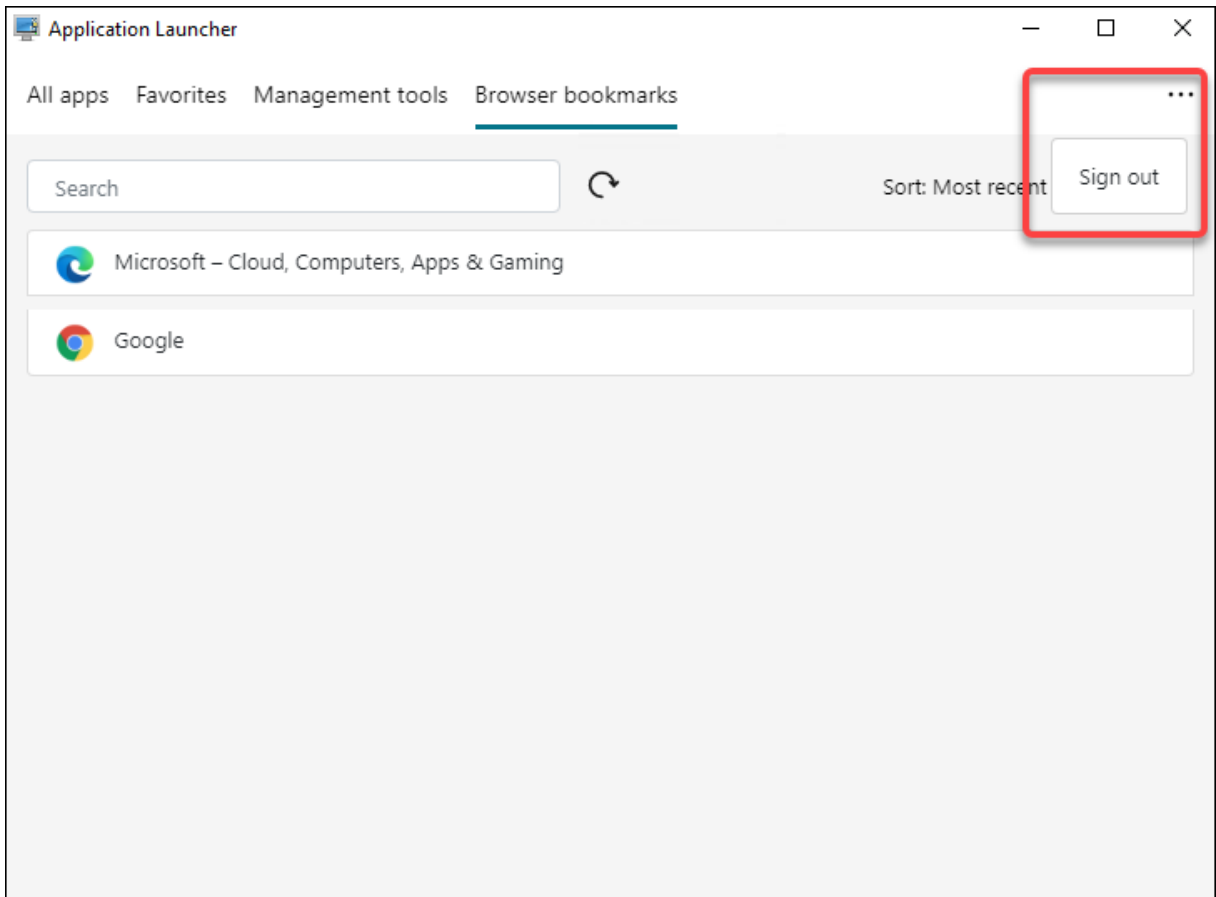 Application Launcher
All apps Favorites Management tools Browser bookmarks ...
Search Sort: Most recent Sign out
Microsoft – Cloud, Computers, Apps & Gaming
Google